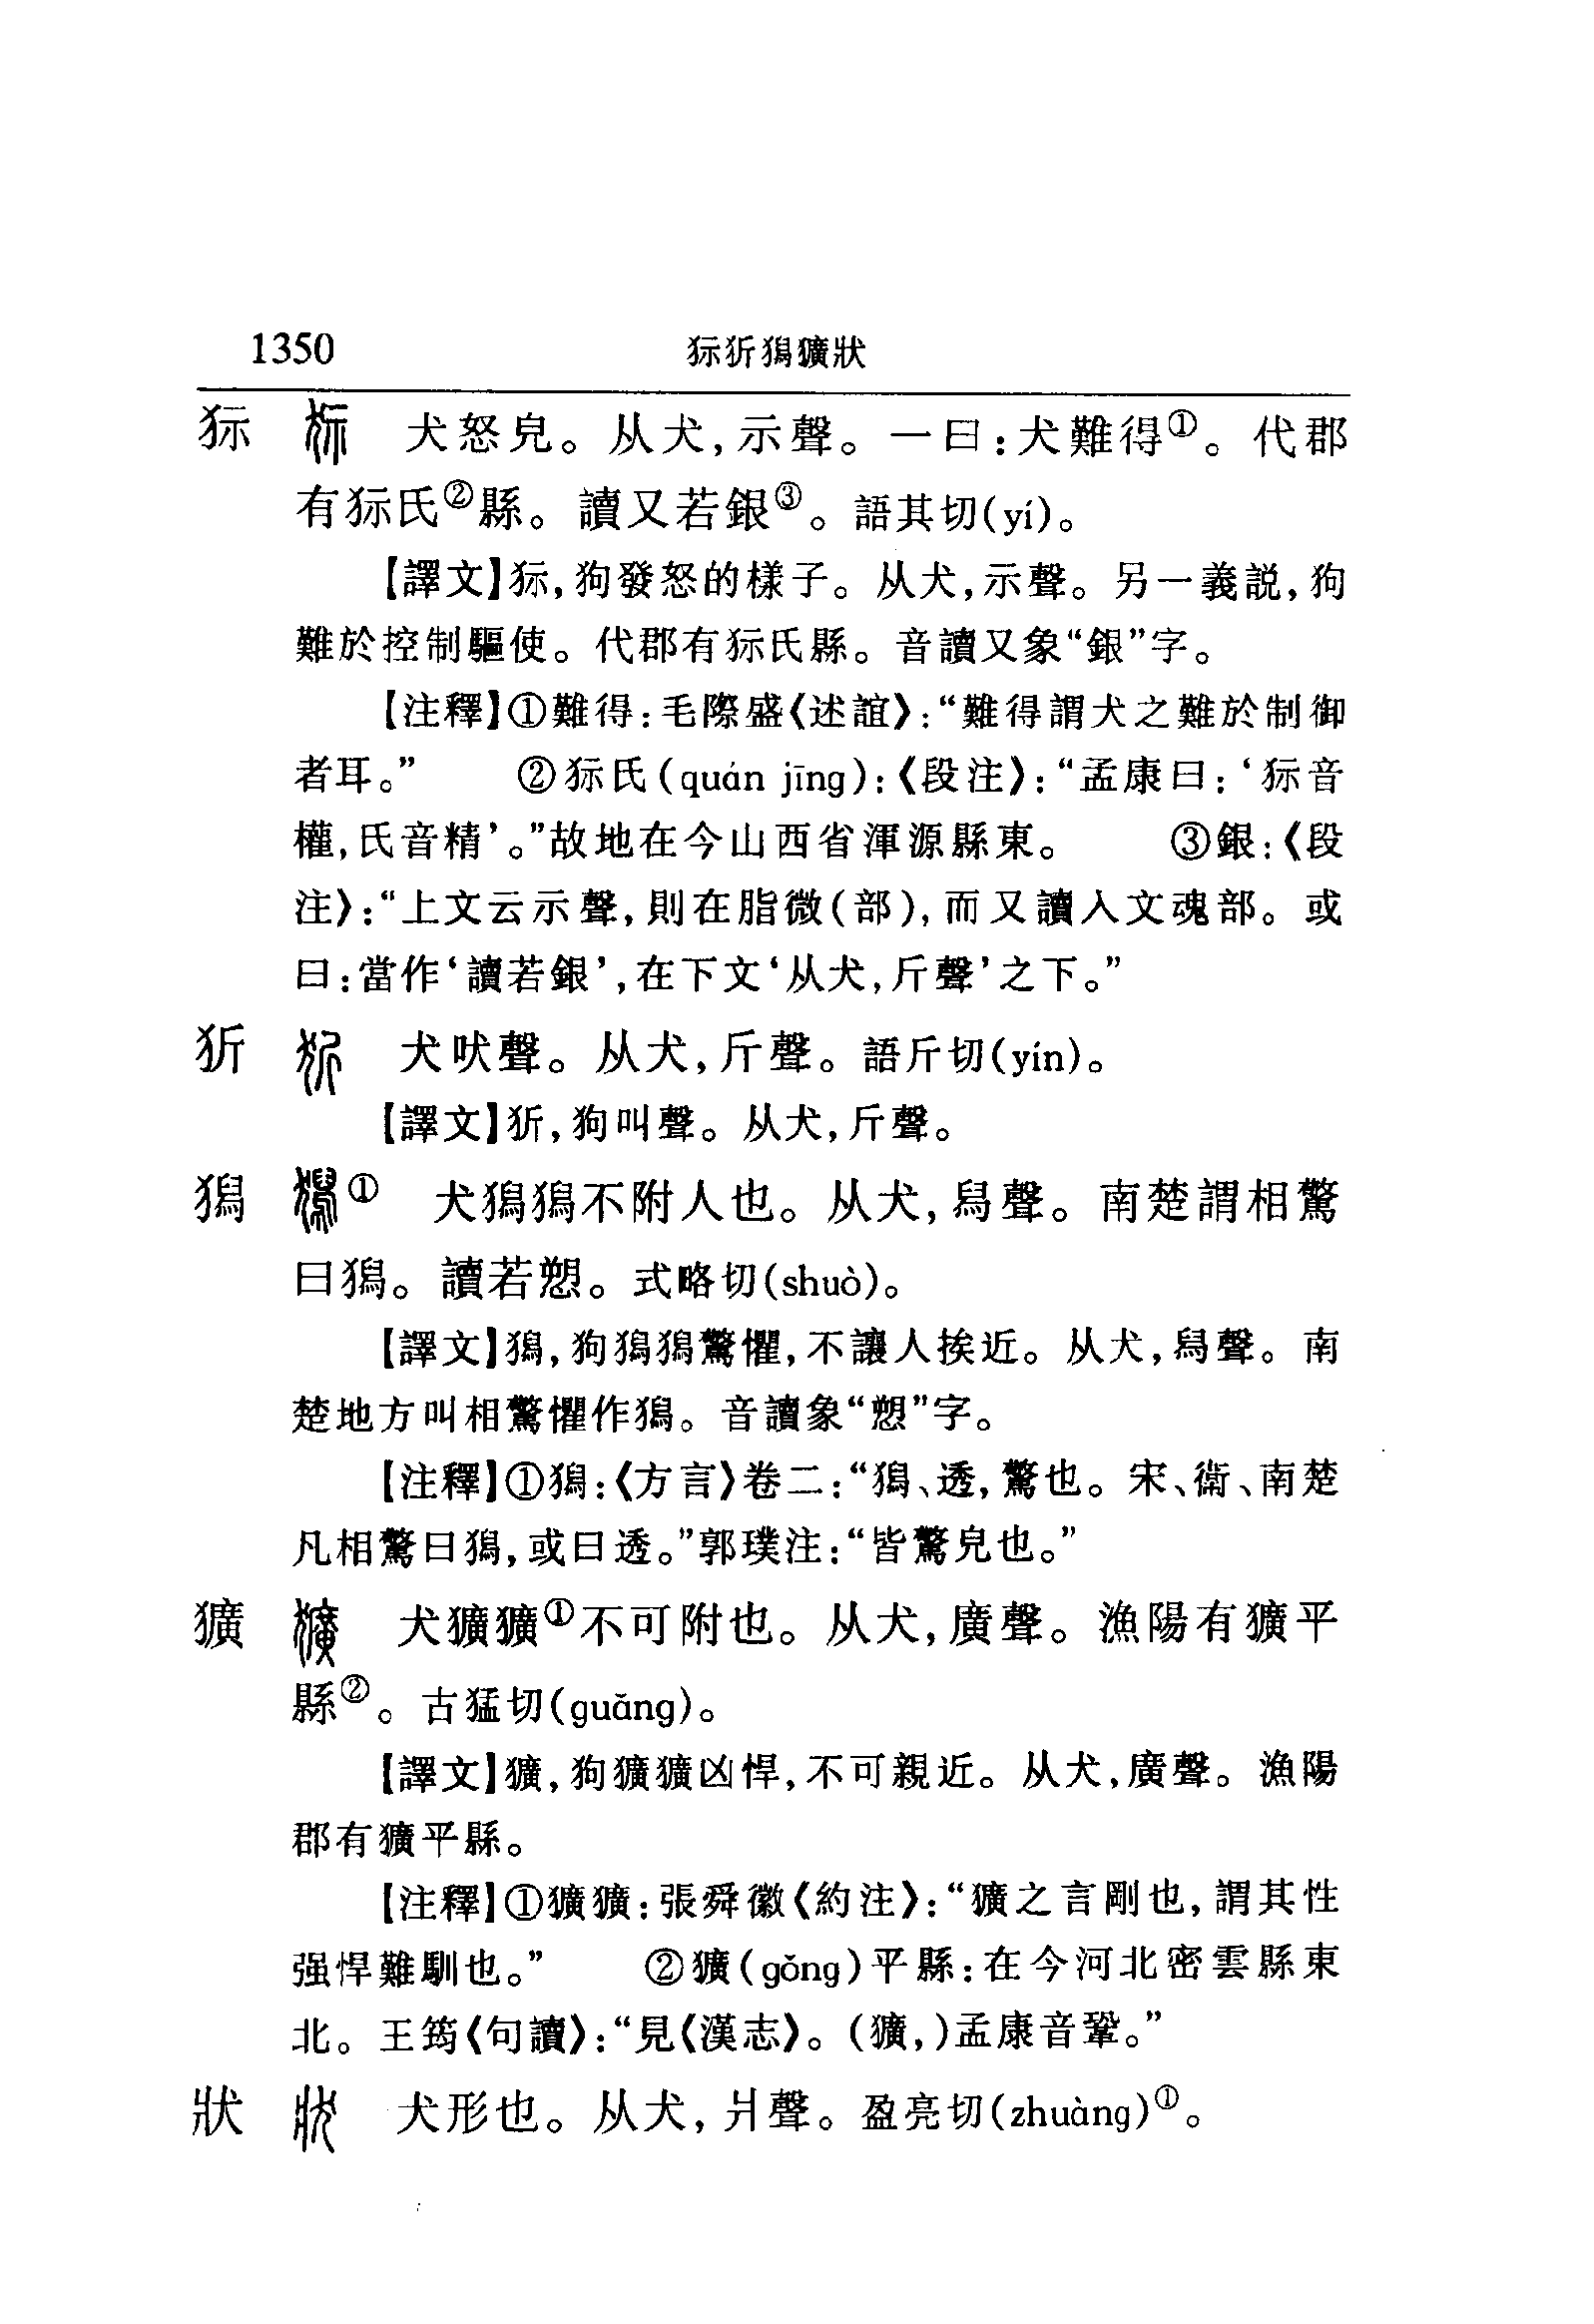 1350 狋犾獡獷狀
狋 犬怒皃。从犬,示聲。一曰:犬難得①。代郡
有狋氏②縣。讀又若銀③。語其切(yí)。
【譯文】狋,狗發怒的樣子。从犬,示聲。另一義説,狗
難於控制驅使。代郡有狋氏縣。音讀又象“銀”字。
【注釋】①難得:毛際盛《述誼》:“難得謂犬之難於制御
者耳。” ②狋氏(quán jīng):《段注》:“孟康曰:‘狋音
權,氏音精’。”故地在今山西省渾源縣東。 ③銀:《段
注》:“上文云示聲,則在脂微(部),而又讀入文魂部。或
曰:當作‘讀若銀’,在下文‘从犬,斤聲’之下。”
犾 犬吠聲。从犬,斤聲。語斤切(yín)。
【譯文】㹞,狗叫聲。从犬,斤聲。
獡 ① 犬獡獡不附人也。从犬,舄聲。南楚謂相驚
曰獡。讀若愬。式略切(shuò)。
【譯文】獡,狗獡獡驚懼,不讓人挨近。从犬,舄聲。南
楚地方叫相驚懼作獡。音讀象“愬”字。
【注釋】①獡:《方言》卷二:“獡、透,驚也。宋、衞、南楚
凡相驚曰獡,或曰透。”郭璞注:“皆驚皃也。”
獷 犬獷獷①不可附也。从犬,廣聲。漁陽有獷平
縣②。古猛切(guǎng)。
【譯文】獷,狗獷獷凶悍,不可親近。从犬,廣聲。漁陽
郡有獷平縣。
【注釋】①獷獷:張舜徽《約注》:“獷之言剛也,謂其性
强悍難馴也。” ②獷(gǒng)平縣:在今河北密雲縣東
北。王筠《句讀》:“見《漢志》。(獷,)孟康音鞏。”
狀 犬形也。从犬,爿聲。盈亮切(zhuàng)①。